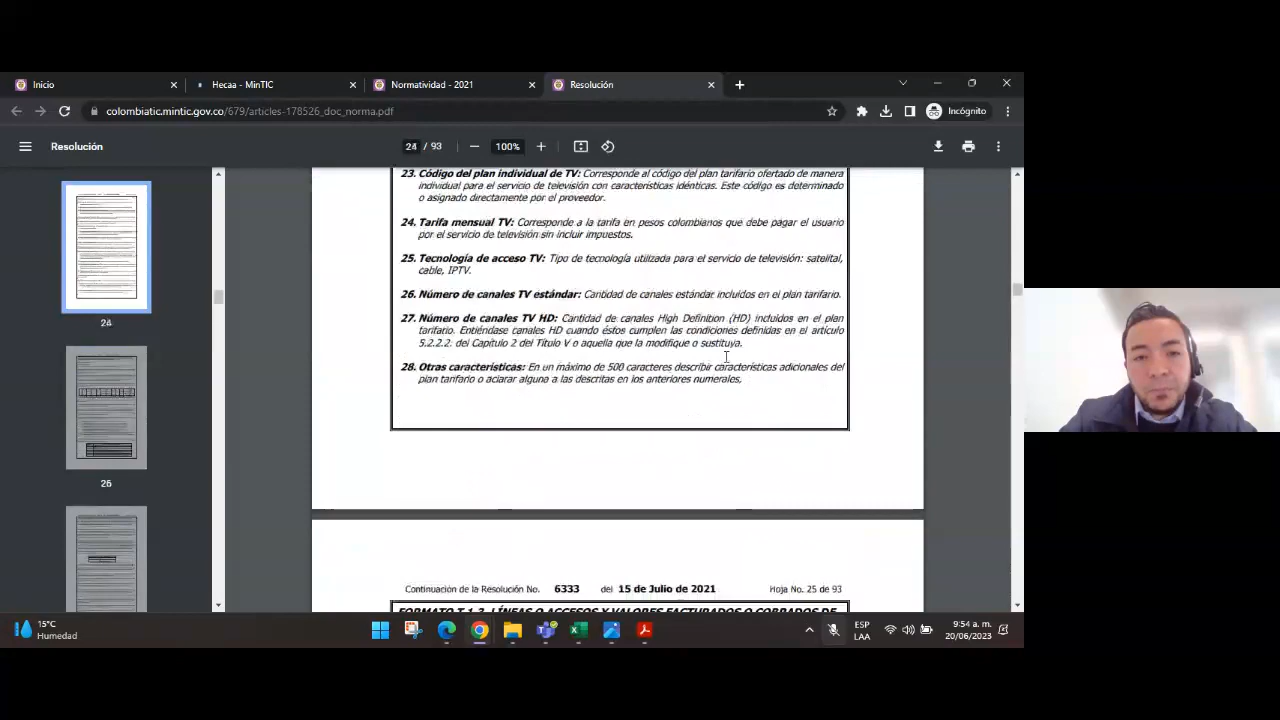 Inicio
Hecaa - MinTIC
Normatividad - 2021
Resolución
colombiatic.mintic.gov.co/679/articles-178526_doc_norma.pdf
Incógnito
Resolución
24 / 93
100%
24
25
23. Código del plan individual de TV: Corresponde al código del plan tarifario ofertado de manera
individual para el servicio de televisión con características idénticas. Este código es determinado
o asignado directamente por el proveedor.
24. Tarifa mensual TV: Corresponde a la tarifa en pesos colombianos que debe pagar el usuario
por el servicio de televisión sin incluir impuestos.
25. Tecnología de acceso TV: Tipo de tecnología utilizada para el servicio de televisión: satelital,
cable, IPTV.
26. Número de canales TV estándar: Cantidad de canales estándar incluidos en el plan tarifario.
27. Número de canales TV HD: Cantidad de canales High Definition (HD) incluidos en el plan
tarifario. Entiéndase canales HD cuando éstos cumplen las condiciones definidas en el artículo
5.2.2.2. del Capítulo 2 del Título V o aquella que la modifique o sustituya.
28. Otras características: En un máximo de 500 caracteres describir características adicionales del
plan tarifario o aclarar alguna a las descritas en los anteriores numerales,
Continuación de la Resolución No. 6333 del 15 de Julio de 2021 Hoja No. 25 de 93
FORMATO T.1.3. LÍNEAS O ACCESOS Y VALORES FACTURADOS O COBRADOS DE
15°C
Humedad
ESP
LAA
9:54 a. m.
20/06/2023